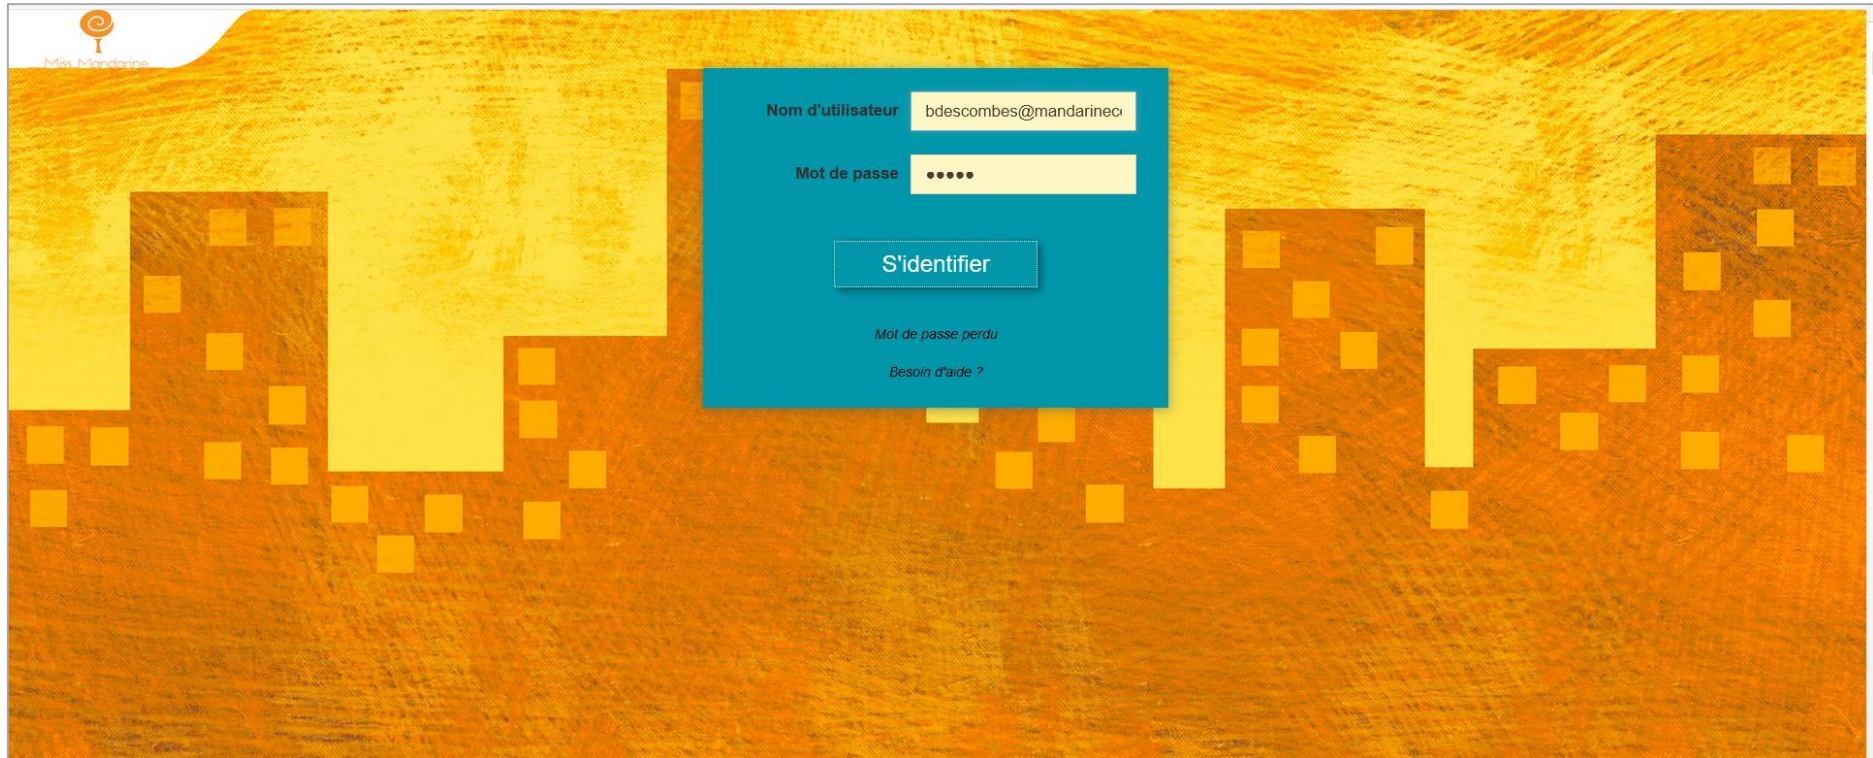 Miss Mandarine
Nom d'utilisateur
bdescombes@mandarinec
Mot de passe
•••••
S'identifier
Mot de passe perdu
Besoin d'aide ?